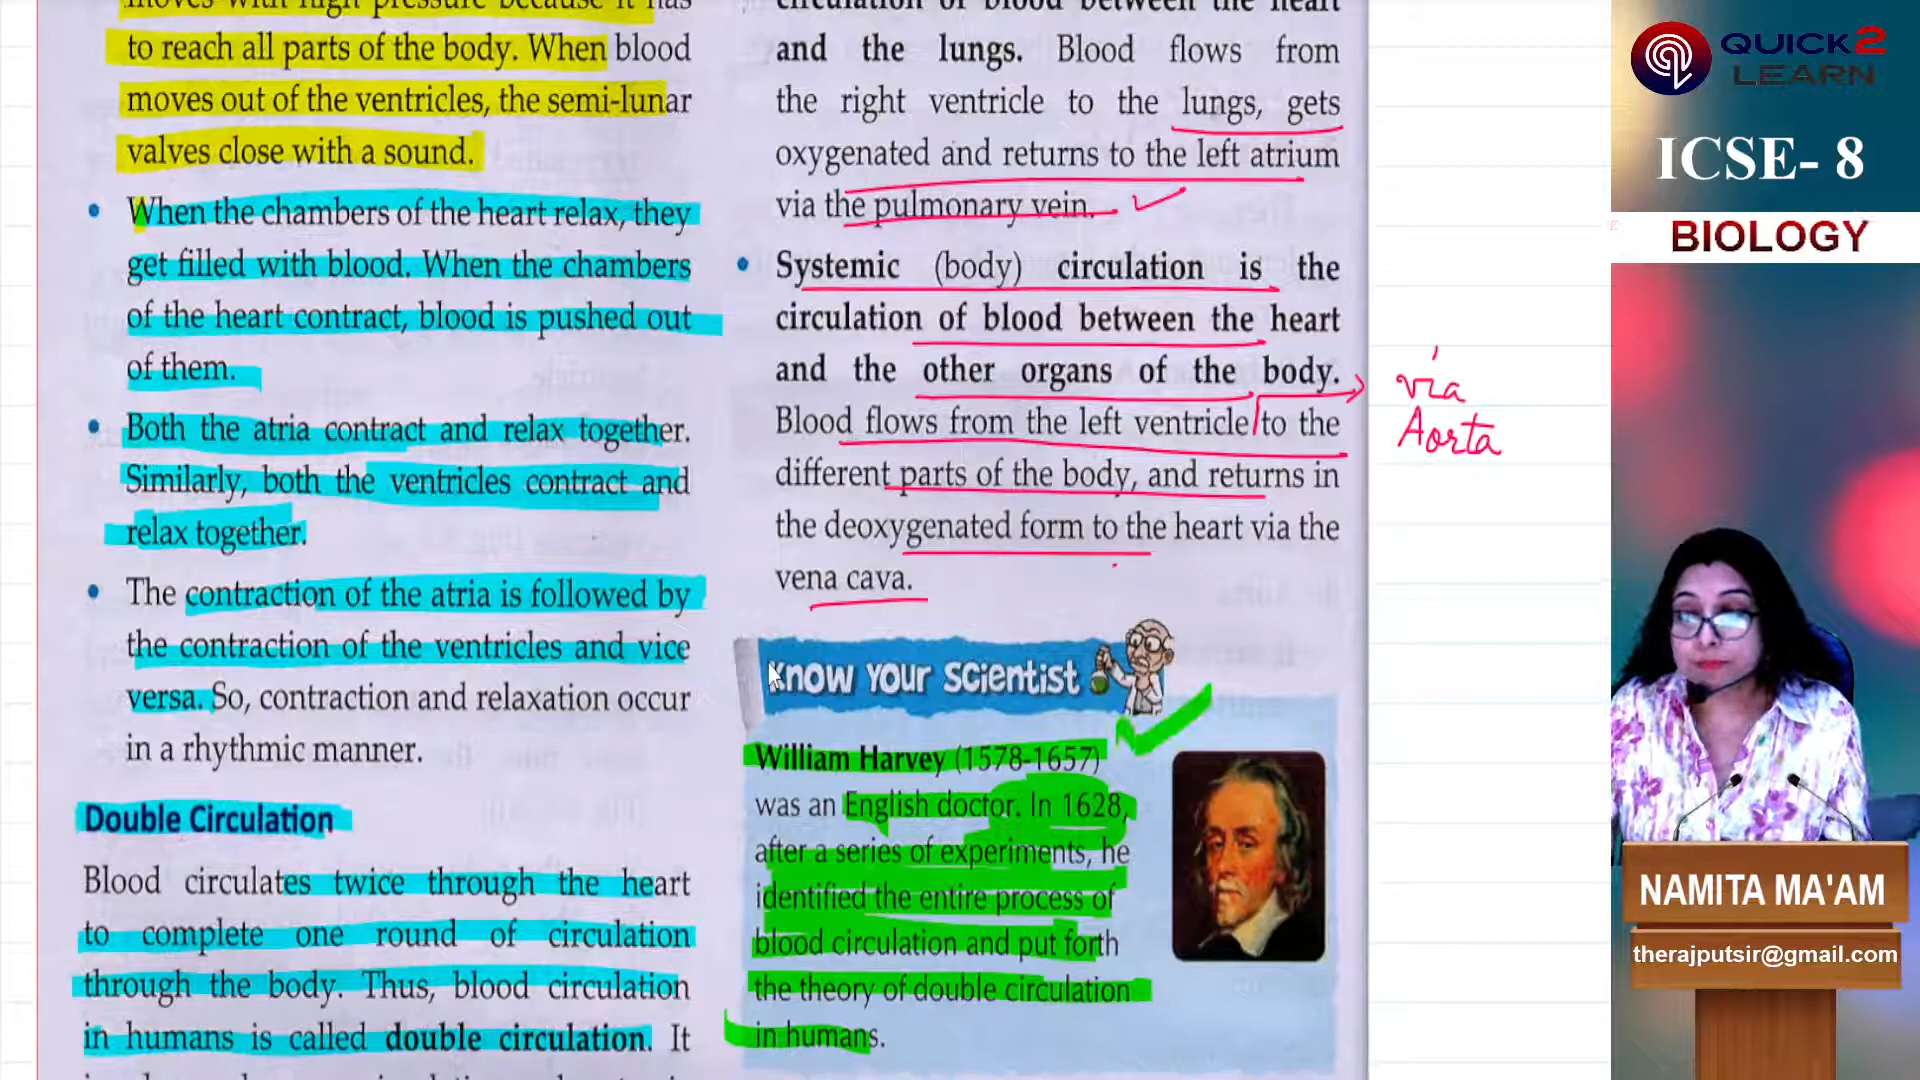 moves with high pressure because it has
to reach all parts of the body. When blood
moves out of the ventricles, the semi-lunar
valves close with a sound.
• When the chambers of the heart relax, they
get filled with blood. When the chambers
of the heart contract, blood is pushed out
of them.
• Both the atria contract and relax together.
Similarly, both the ventricles contract and
relax together.
• The contraction of the atria is followed by
the contraction of the ventricles and vice
versa. So, contraction and relaxation occur
in a rhythmic manner.
Double Circulation
Blood circulates twice through the heart
to complete one round of circulation
through the body. Thus, blood circulation
in humans is called double circulation. It
circulation of blood between the heart
and the lungs. Blood flows from
the right ventricle to the lungs, gets
oxygenated and returns to the left atrium
via the pulmonary vein.
• Systemic (body) circulation is the
circulation of blood between the heart
and the other organs of the body.
Blood flows from the left ventricle to the
different parts of the body, and returns in
the deoxygenated form to the heart via the
vena cava.
via
Aorta
Know Your Scientist
William Harvey (1578-1657)
was an English doctor. In 1628,
after a series of experiments, he
identified the entire process of
blood circulation and put forth
the theory of double circulation
in humans.
QUICK2
LEARN
ICSE- 8
BIOLOGY
NAMITA MA'AM
therajputsir@gmail.com